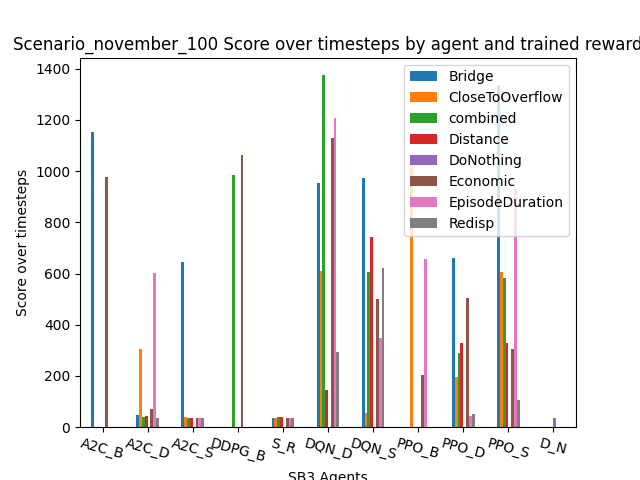 Scenario_november_100 Score over timesteps by agent and trained reward
1400
1200
1000
800
600
400
200
0
Score over timesteps
Bridge
CloseToOverflow
combined
Distance
DoNothing
Economic
EpisodeDuration
Redisp
A2C_B
A2C_D
A2C_S
DDPG_B
S_R
DQN_D
DQN_S
PPO_B
PPO_D
PPO_S
D_N
SB3 Agents